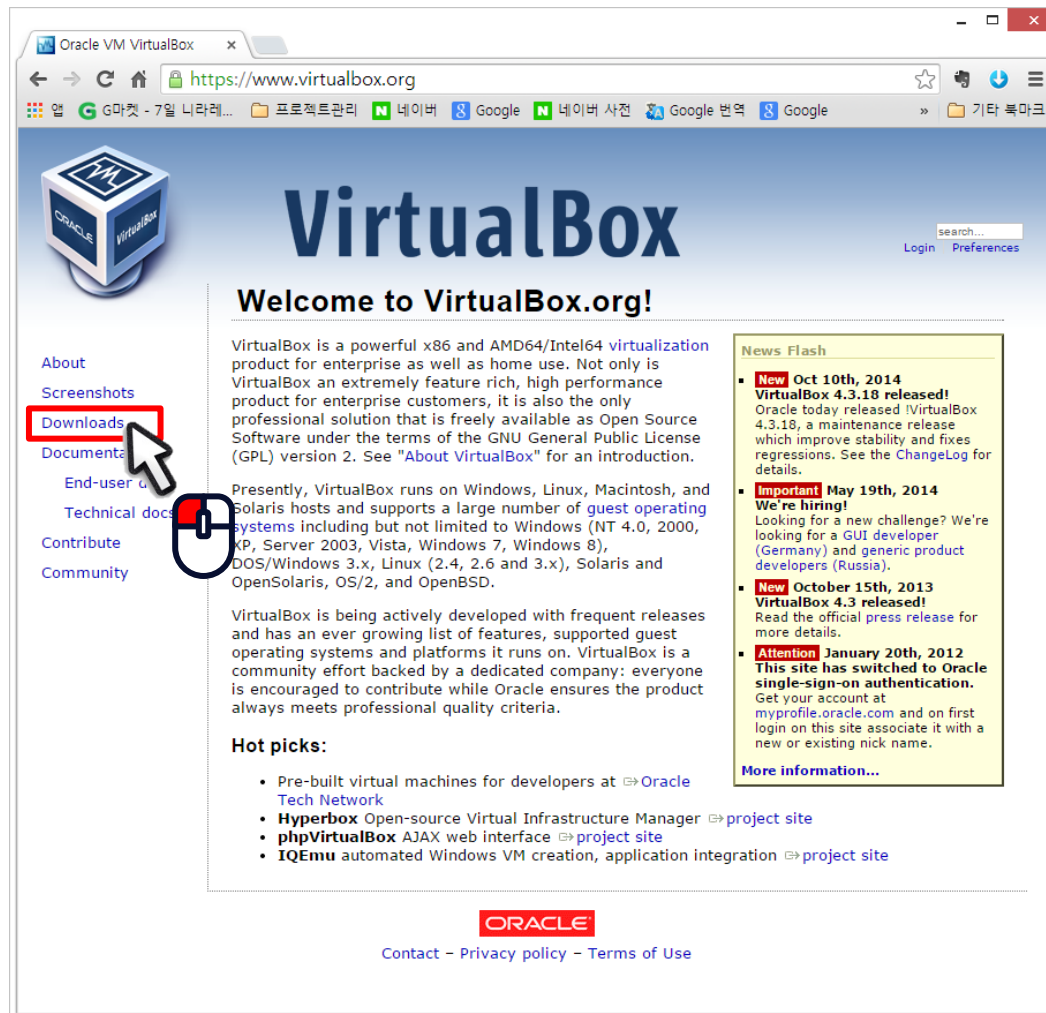 Oracle VM VirtualBox
https://www.virtualbox.org
앱 G마켓 - 7일 니라레... 프로젝트관리 네이버 Google 네이버 사전 Google 번역 Google » 기타 북마크
ORACLE
VirtualBox
VirtualBox
search...
Login Preferences
Welcome to VirtualBox.org!
About
Screenshots
Downloads
End-user
Technical docs
Contribute
Community
VirtualBox is a powerful x86 and AMD64/Intel64 virtualization
product for enterprise as well as home use. Not only is
VirtualBox an extremely feature rich, high performance
product for enterprise customers, it is also the only
professional solution that is freely available as Open Source
Software under the terms of the GNU General Public License
(GPL) version 2. See "About VirtualBox" for an introduction.
Presently, VirtualBox runs on Windows, Linux, Macintosh, and
Solaris hosts and supports a large number of guest operating
systems including but not limited to Windows (NT 4.0, 2000,
XP, Server 2003, Vista, Windows 7, Windows 8),
DOS/Windows 3.x, Linux (2.4, 2.6 and 3.x), Solaris and
OpenSolaris, OS/2, and OpenBSD.
VirtualBox is being actively developed with frequent releases
and has an ever growing list of features, supported guest
operating systems and platforms it runs on. VirtualBox is a
community effort backed by a dedicated company: everyone
is encouraged to contribute while Oracle ensures the product
always meets professional quality criteria.
Hot picks:
• Pre-built virtual machines for developers at Oracle
Tech Network
• Hyperbox Open-source Virtual Infrastructure Manager project site
• phpVirtualBox AJAX web interface project site
• IQEmu automated Windows VM creation, application integration project site
News Flash
New Oct 10th, 2014
VirtualBox 4.3.18 released!
Oracle today released !VirtualBox
4.3.18, a maintenance release
which improve stability and fixes
regressions. See the ChangeLog for
details.
Important May 19th, 2014
We're hiring!
Looking for a new challenge? We're
looking for a GUI developer
(Germany) and generic product
developers (Russia).
New October 15th, 2013
VirtualBox 4.3 released!
Read the official press release for
more details.
Attention January 20th, 2012
This site has switched to Oracle
single-sign-on authentication.
Get your account at
myprofile.oracle.com and on first
login on this site associate it with a
new or existing nick name.
More information...
ORACLE
Contact – Privacy policy – Terms of Use